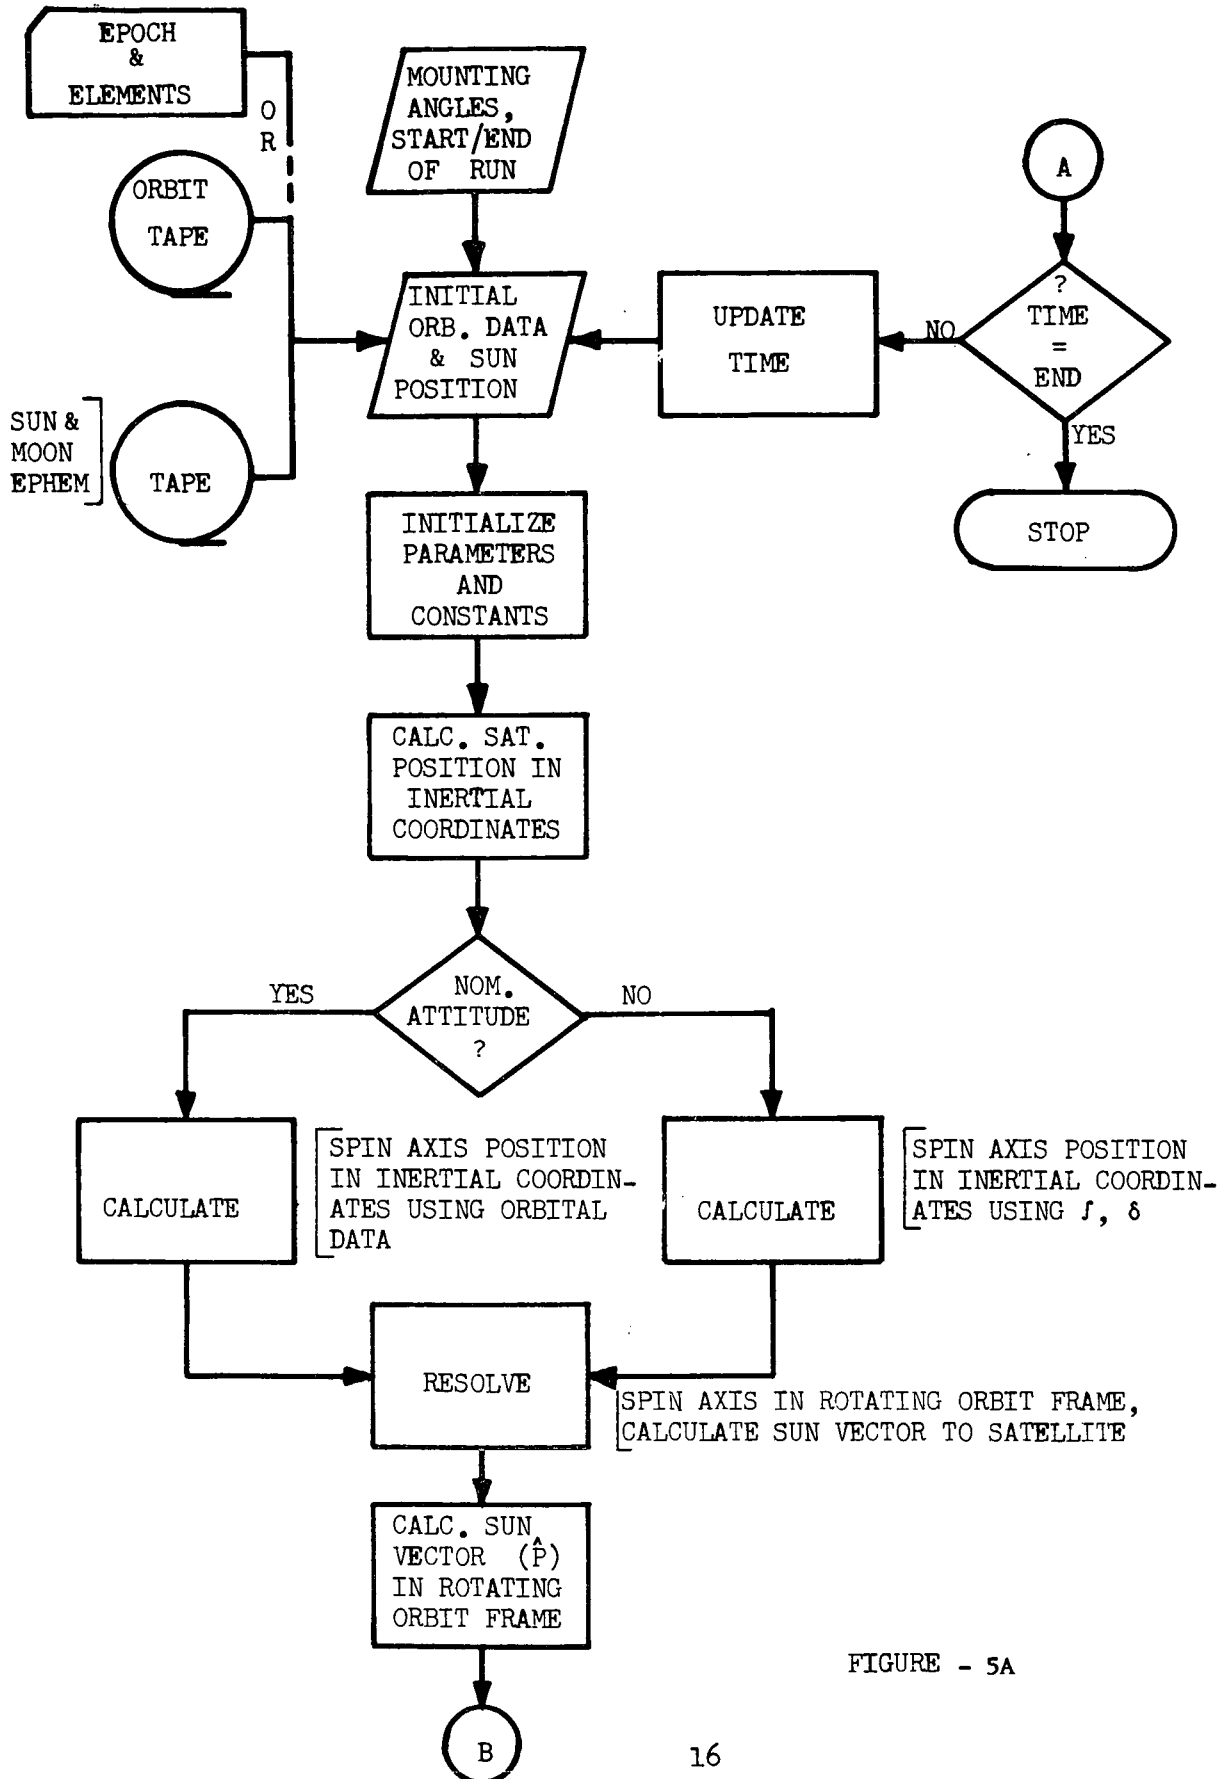 EPOCH
&
ELEMENTS
O
R
ORBIT
TAPE
SUN &
MOON
EPHEM
TAPE
MOUNTING
ANGLES,
START/END
OF RUN
INITIAL
ORB. DATA
& SUN
POSITION
UPDATE
TIME
A
?
TIME
=
END
NO
YES
STOP
INITIALIZE
PARAMETERS
AND
CONSTANTS
CALC. SAT.
POSITION IN
INERTIAL
COORDINATES
NOM.
ATTITUDE
?
YES
NO
CALCULATE
SPIN AXIS POSITION
IN INERTIAL COORDIN-
ATES USING ORBITAL
DATA
CALCULATE
SPIN AXIS POSITION
IN INERTIAL COORDIN-
ATES USING ʃ, δ
RESOLVE
SPIN AXIS IN ROTATING ORBIT FRAME,
CALCULATE SUN VECTOR TO SATELLITE
CALC. SUN
VECTOR (P̂)
IN ROTATING
ORBIT FRAME
B
FIGURE - 5A
16